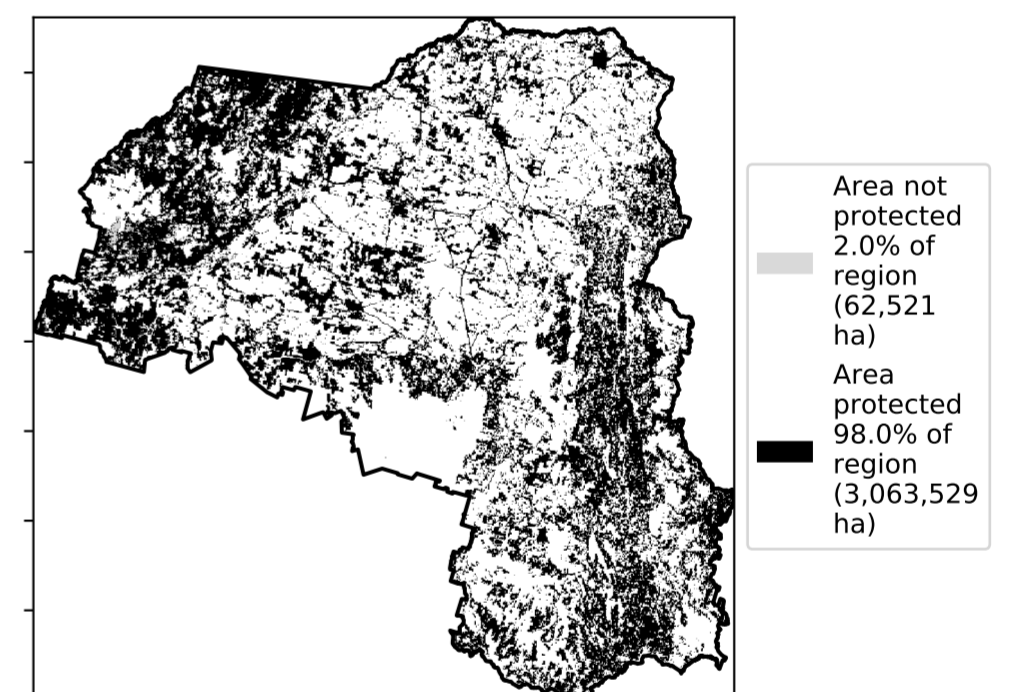 Area not
protected
2.0% of
region
(62,521
ha)
Area
protected
98.0% of
region
(3,063,529
ha)